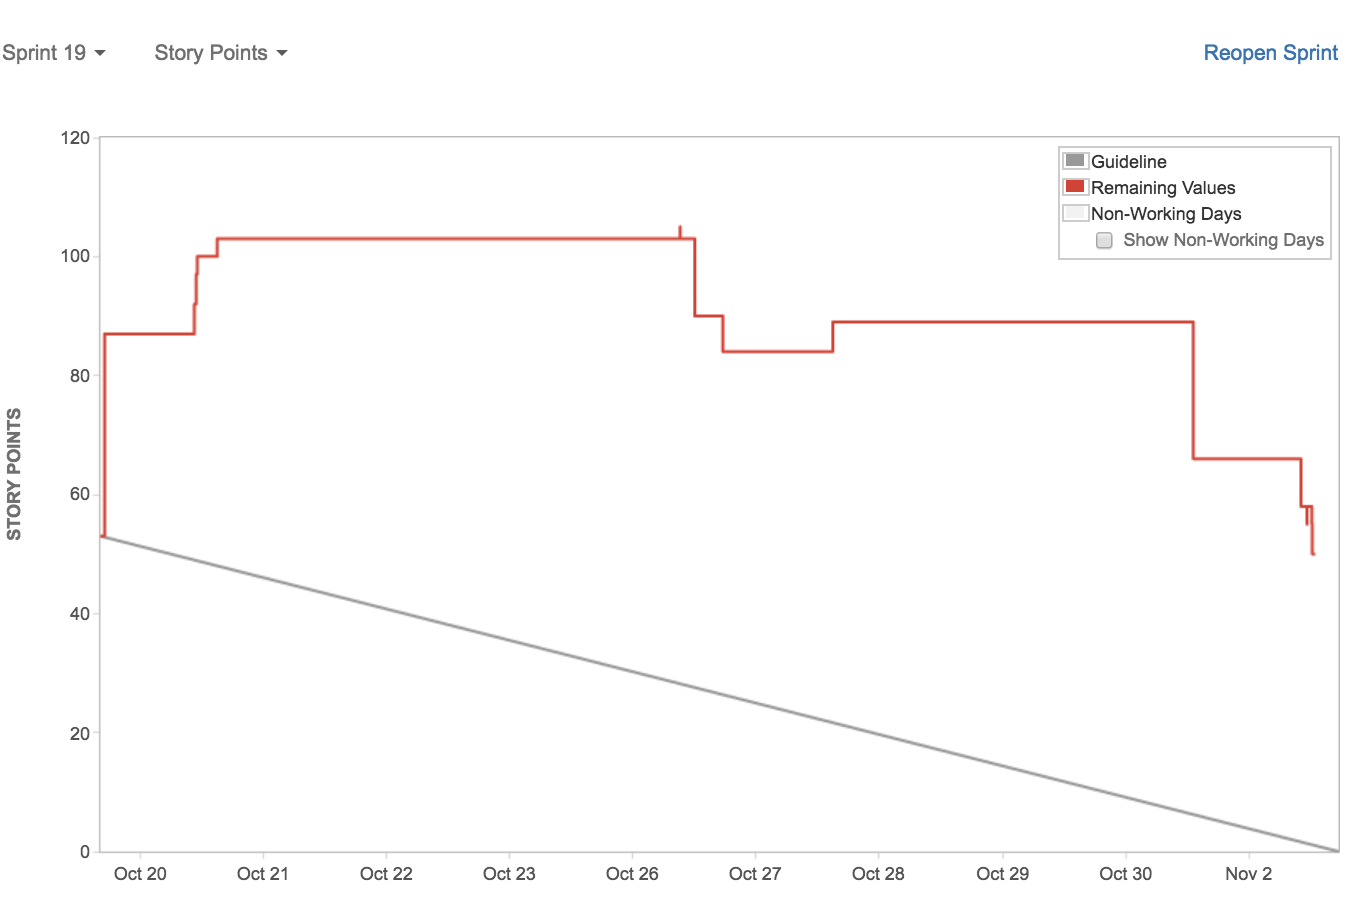 Sprint 19 Story Points Reopen Sprint
120
100
80
60
40
20
0
STORY POINTS
Guideline
Remaining Values
Non-Working Days
Show Non-Working Days
Oct 20 Oct 21 Oct 22 Oct 23 Oct 26 Oct 27 Oct 28 Oct 29 Oct 30 Nov 2